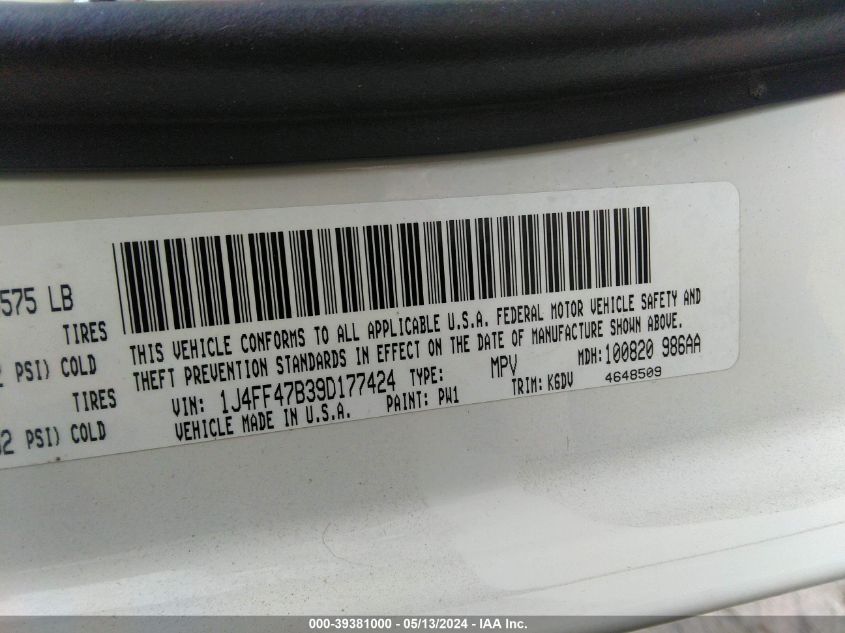 575 LB
TIRES
PSI) COLD
TIRES
PSI) COLD
THIS VEHICLE CONFORMS TO ALL APPLICABLE U.S.A. FEDERAL MOTOR VEHICLE SAFETY AND
THEFT PREVENTION STANDARDS IN EFFECT ON THE DATE OF MANUFACTURE SHOWN ABOVE.
VIN: 1J4FF47B39D177424 TYPE: MPV MDH: 100820 986AA
VEHICLE MADE IN U.S.A. PAINT: PW1 TRIM: K6DV 4648509
000-39381000 • 05/13/2024 - IAA Inc.